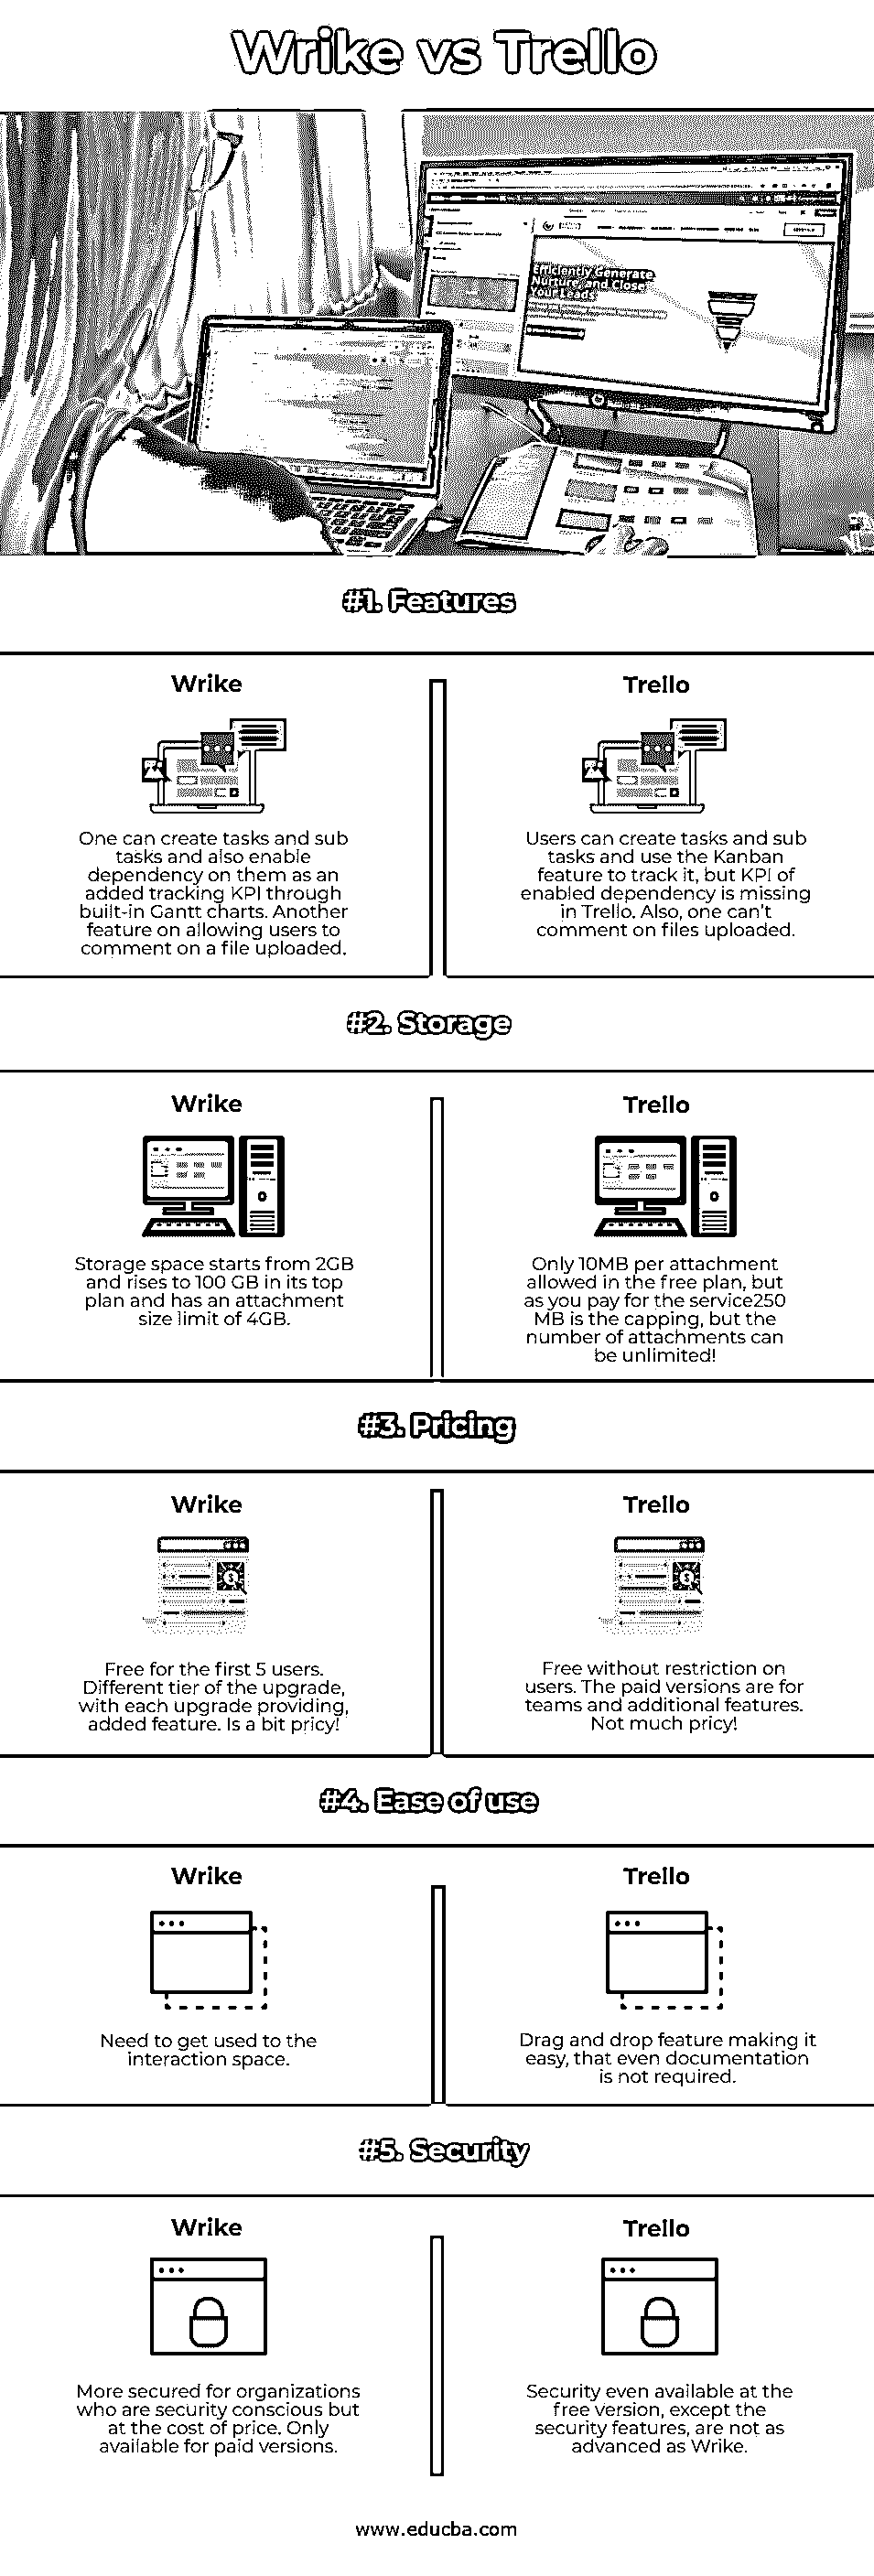 Wrike vs Trello
Efficiently Generate
Nurture, and Close
Your Leads
#1. Features
Wrike
Trello
One can create tasks and sub
tasks and also enable
dependency on them as an
added tracking KPI through
built-in Gantt charts. Another
feature on allowing users to
comment on a file uploaded.
Users can create tasks and sub
tasks and use the Kanban
feature to track it, but KPI of
enabled dependency is missing
in Trello. Also, one can't
comment on files uploaded.
#2. Storage
Wrike
Trello
Storage space starts from 2GB
and rises to 100 GB in its top
plan and has an attachment
size limit of 4GB.
Only 10MB per attachment
allowed in the free plan, but
as you pay for the service250
MB is the capping, but the
number of attachments can
be unlimited!
#3. Pricing
Wrike
Trello
Free for the first 5 users.
Different tier of the upgrade,
with each upgrade providing,
added feature. Is a bit pricy!
Free without restriction on
users. The paid versions are for
teams and additional features.
Not much pricy!
#4. Ease of use
Wrike
Trello
Need to get used to the
interaction space.
Drag and drop feature making it
easy, that even documentation
is not required.
#5. Security
Wrike
Trello
More secured for organizations
who are security conscious but
at the cost of price. Only
available for paid versions.
Security even available at the
free version, except the
security features, are not as
advanced as Wrike.
www.educba.com